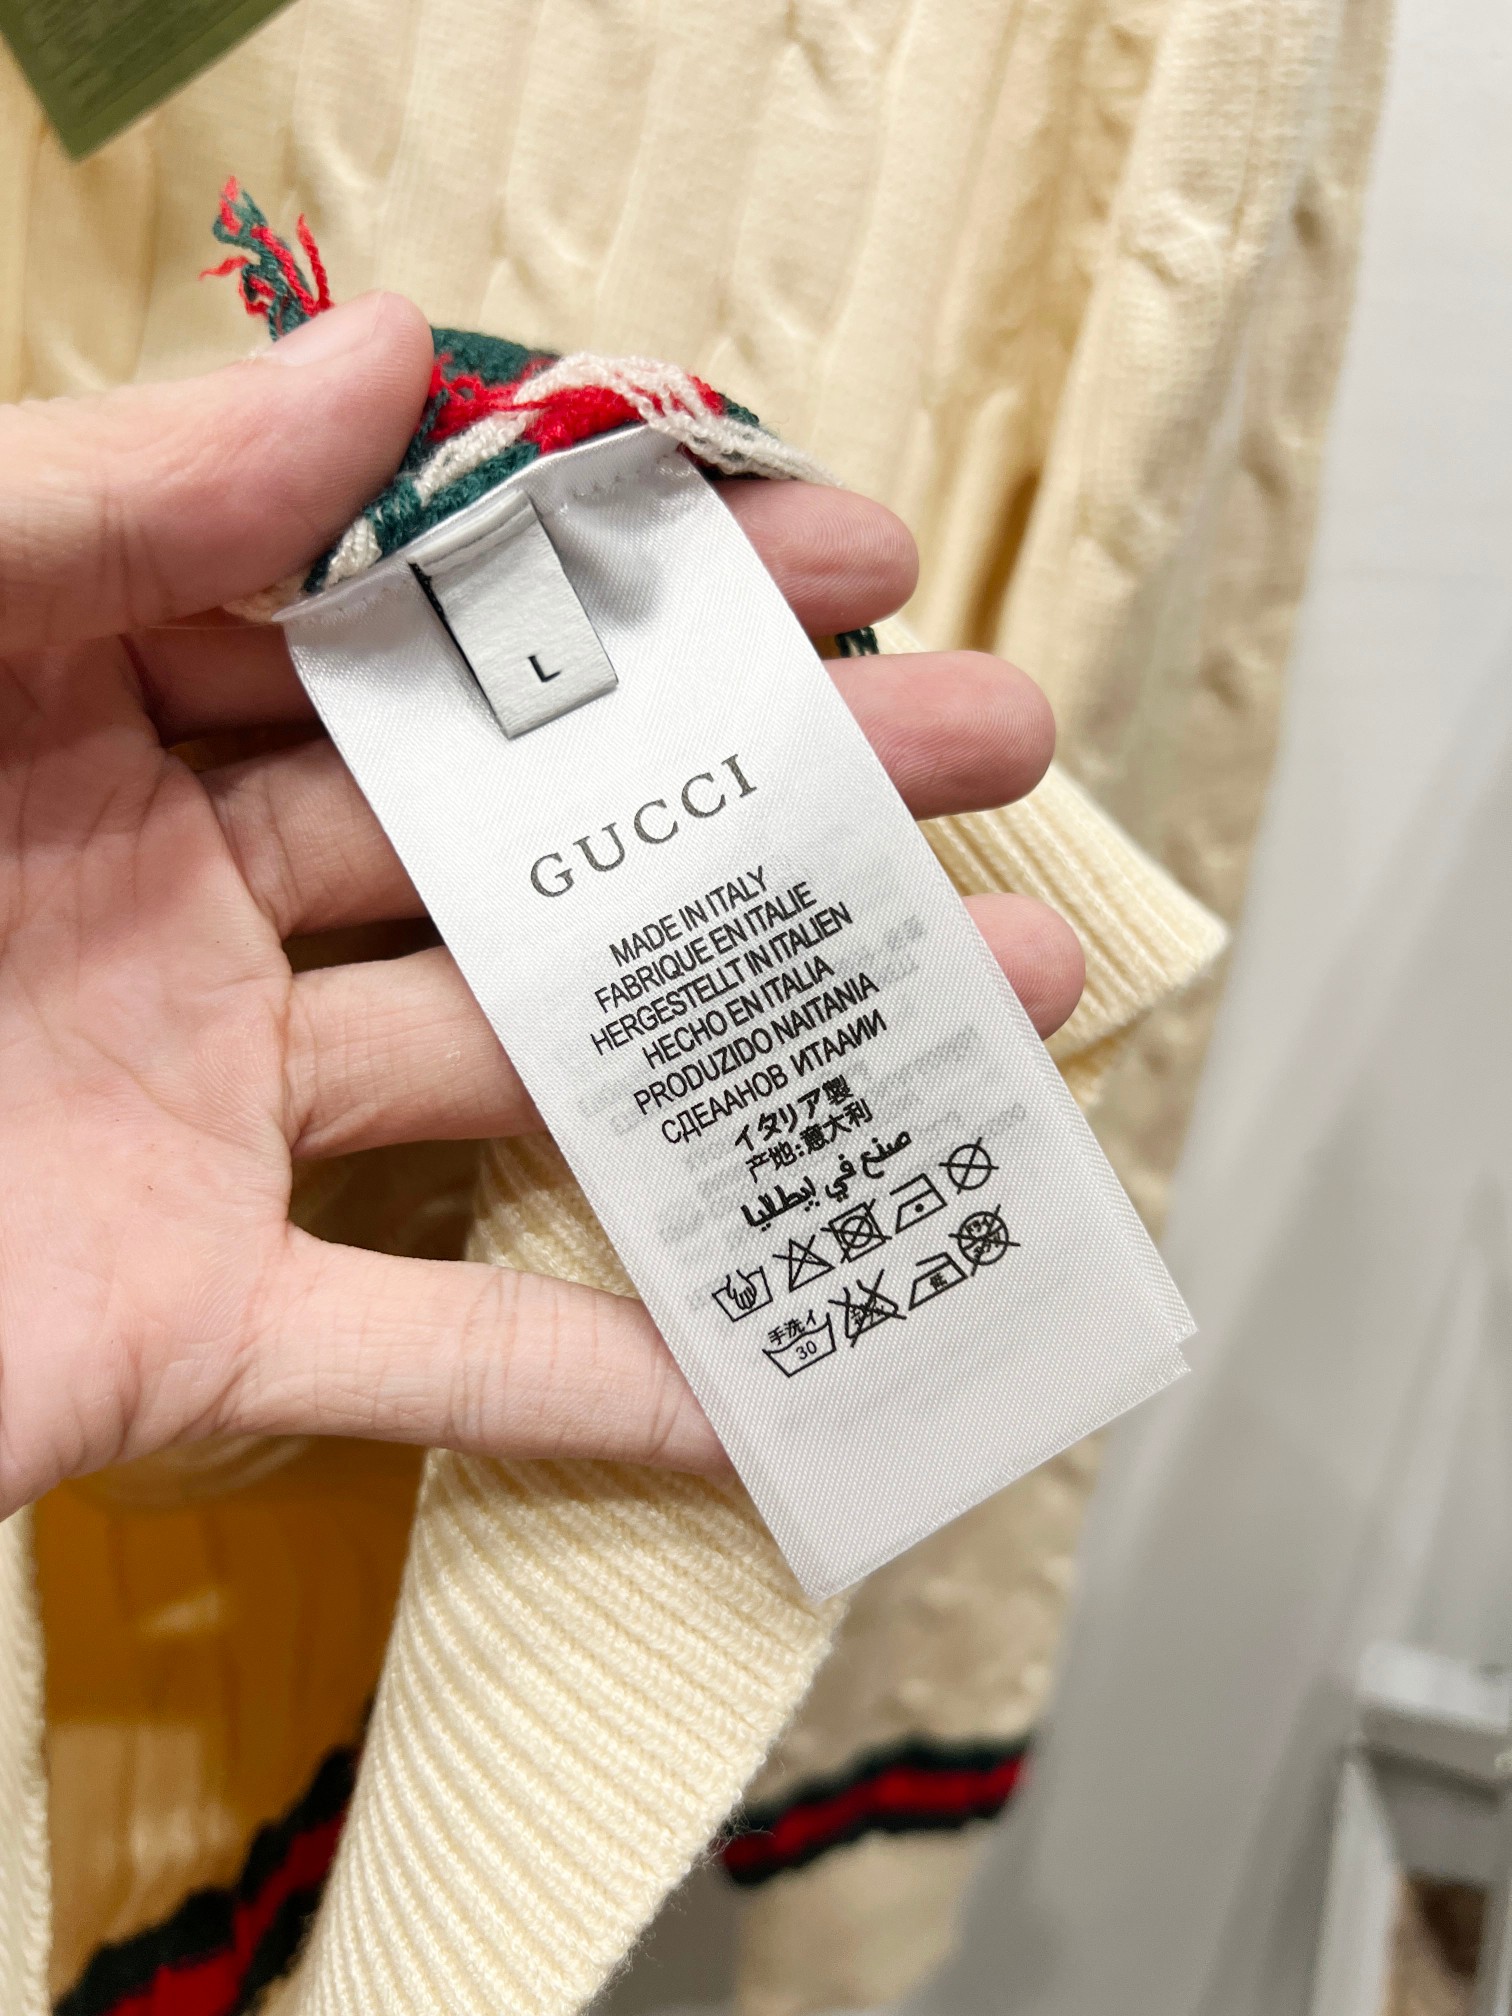 L
GUCCI
MADE IN ITALY
FABRIQUE EN ITALIE
HERGESTELLT IN ITALIEN
HECHO EN ITALIA
PRODUZIDO NAITANIA
СДЕААНОВ ИТААИИ
イタリア製
产地:意大利
صنع في إيطاليا
手洗イ
30
低